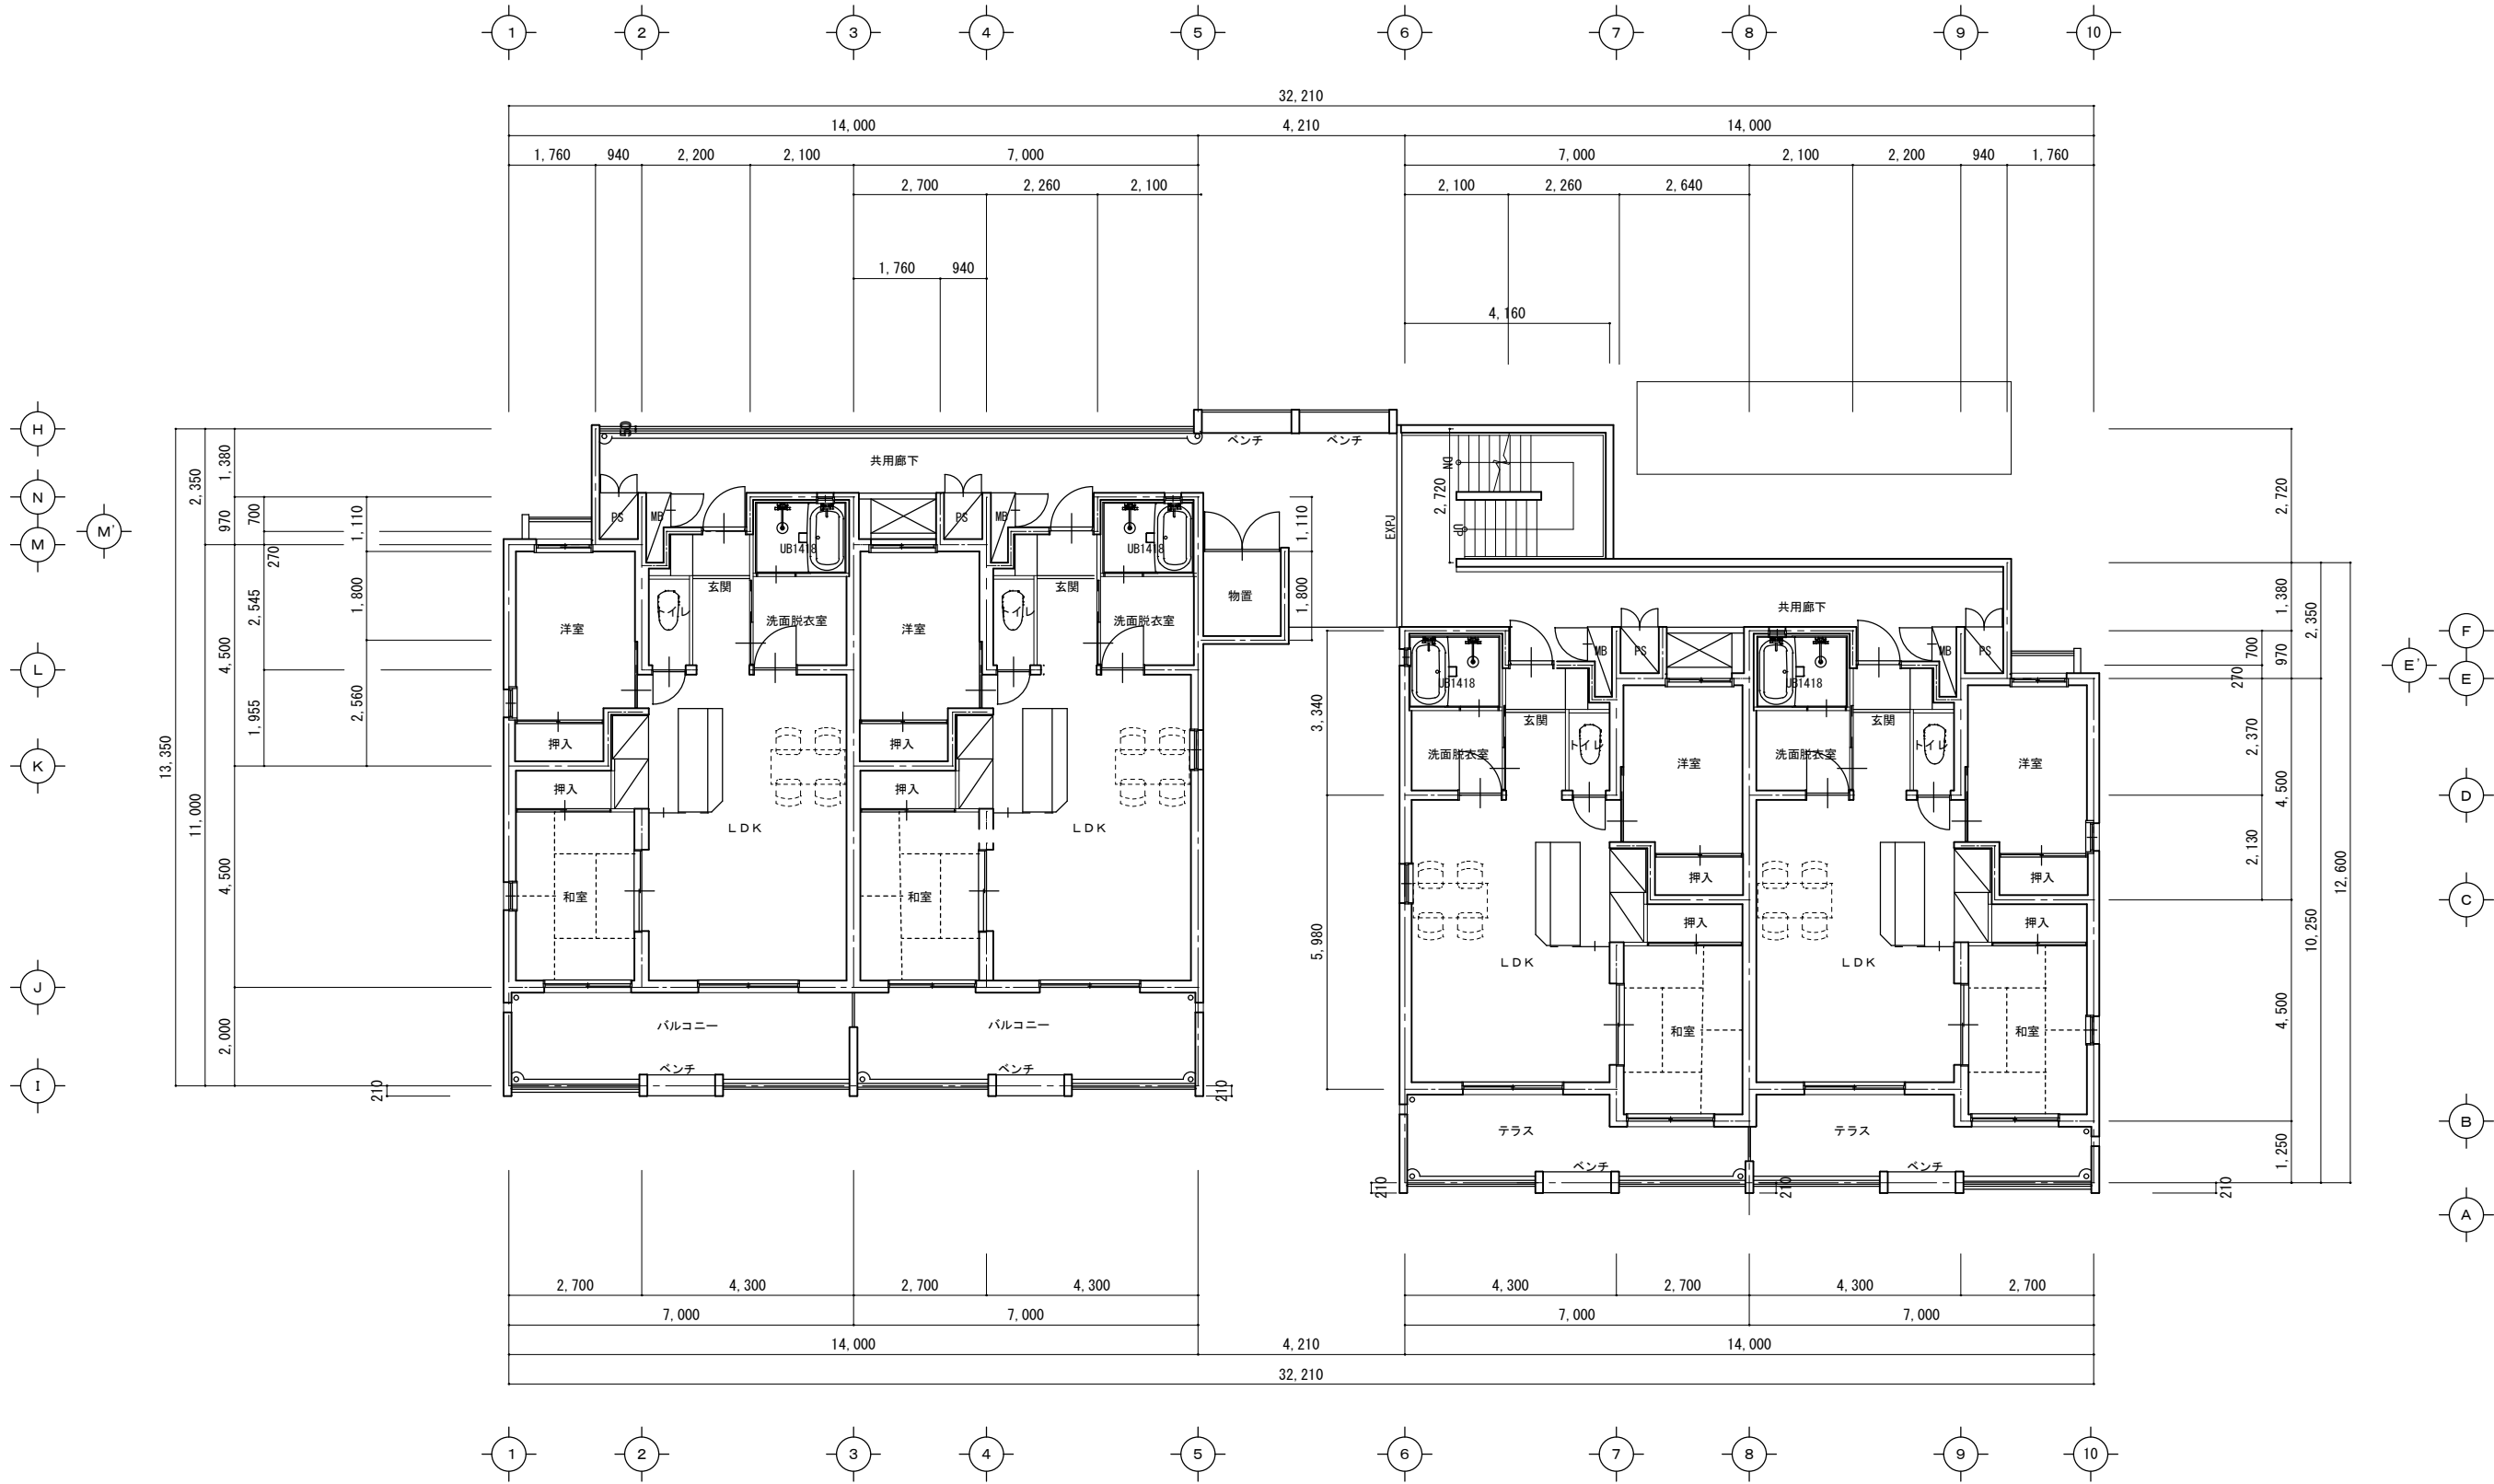 1 2 3 4 5 6 7 8 9 10
32,210
14,000 4,210 14,000
1,760 940 2,200 2,100 7,000 7,000 2,100 2,200 940 1,760
2,700 2,260 2,100 2,100 2,260 2,640
1,760 940
4,160
H
N
M
M'
L
K
J
I
13,350
2,350
11,000
1,380
970
4,500
4,500
2,000
700
270
2,545
1,955
1,110
1,800
2,560
210
50
共用廊下
ベンチ ベンチ
PS MB PS MB
UB1418 UB1418
玄関 玄関
トイレ トイレ
洗面脱衣室 洗面脱衣室
洋室 洋室
物置
押入 押入
押入 押入
LDK LDK
和室 和室
バルコニー バルコニー
ベンチ ベンチ
210
1,110
1,800
EXPJ
2,720
DN
UP
共用廊下
MB PS MB PS
UB1418 UB1418
玄関 玄関
トイレ トイレ
洗面脱衣室 洗面脱衣室
洋室 洋室
押入 押入
押入 押入
LDK LDK
和室 和室
テラス テラス
ベンチ ベンチ
210 210 210
3,340
5,980
2,720
1,380
970
4,500
4,500
1,250
2,350
10,250
12,600
700
270
2,370
2,130
F
E'
E
D
C
B
A
2,700 4,300 2,700 4,300 4,300 2,700 4,300 2,700
7,000 7,000 7,000 7,000
14,000 4,210 14,000
32,210
1 2 3 4 5 6 7 8 9 10